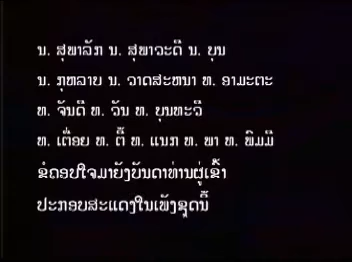 ນ. ສຸພາລັກ ນ. ສຸພາວະດີ ນ. ບຸນ
ນ. ກຸຫລາບ ນ. ວາດສະຫນາ ທ. ອາມະຕະ
ທ. ຈັນດີ ທ. ວັນ ທ. ບຸນທະວີ
ທ. ເຕື່ອຍ ທ. ຕີ້ ທ. ແນກ ທ. ພາ ທ. ພິມມີ
ຂໍຕອບໃຈມາຍັງບັນດາທ່ານຜູ່ເຂົ້າ
ປະກອບສະແດງໃນເພັງຊຸດນີ້